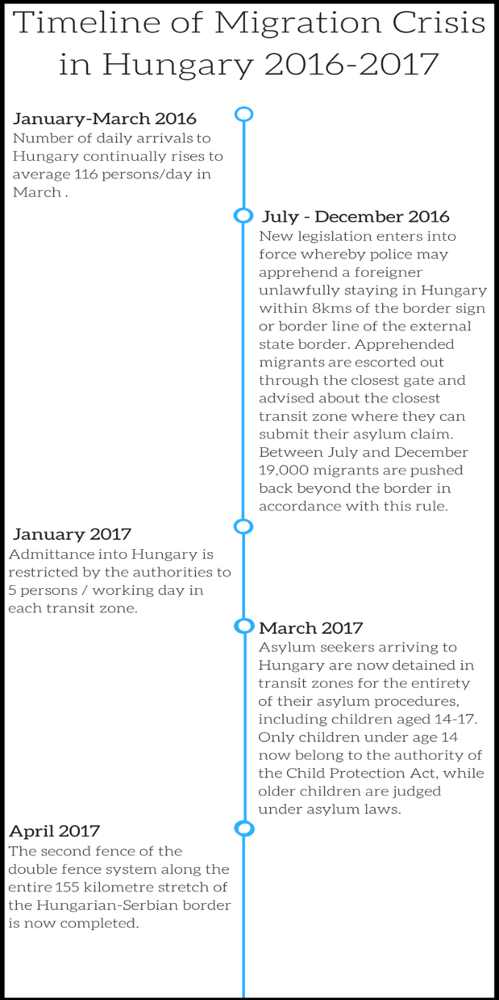 Timeline of Migration Crisis
in Hungary 2016-2017
January-March 2016
Number of daily arrivals to
Hungary continually rises to
average 116 persons/day in
March .
July - December 2016
New legislation enters into
force whereby police may
apprehend a foreigner
unlawfully staying in Hungary
within 8kms of the border sign
or border line of the external
state border. Apprehended
migrants are escorted out
through the closest gate and
advised about the closest
transit zone where they can
submit their asylum claim.
Between July and December
19,000 migrants are pushed
back beyond the border in
accordance with this rule.
January 2017
Admittance into Hungary is
restricted by the authorities to
5 persons / working day in
each transit zone.
March 2017
Asylum seekers arriving to
Hungary are now detained in
transit zones for the entirety
of their asylum procedures,
including children aged 14-17.
Only children under age 14
now belong to the authority of
the Child Protection Act, while
older children are judged
under asylum laws.
April 2017
The second fence of the
double fence system along the
entire 155 kilometre stretch of
the Hungarian-Serbian border
is now completed.